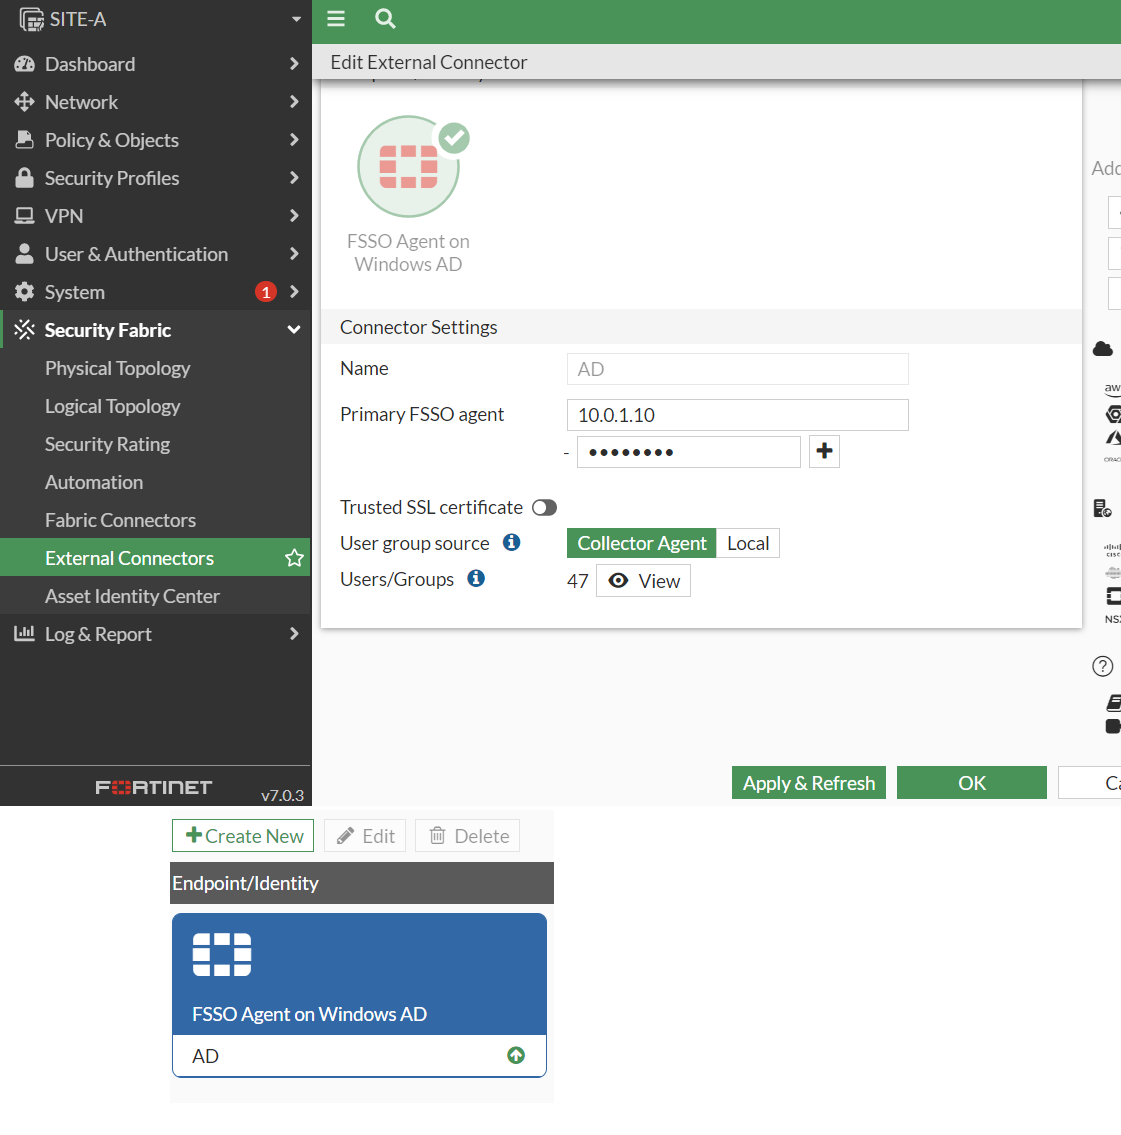 SITE-A
Dashboard
Network
Policy & Objects
Security Profiles
VPN
User & Authentication
System 1
Security Fabric
Physical Topology
Logical Topology
Security Rating
Automation
Fabric Connectors
External Connectors
Asset Identity Center
Log & Report
FORTINET v7.0.3
Edit External Connector
FSSO Agent on
Windows AD
Connector Settings
Name AD
Primary FSSO agent 10.0.1.10
- ••••••••
Trusted SSL certificate
User group source Collector Agent Local
Users/Groups 47 View
Apply & Refresh OK
Create New Edit Delete
Endpoint/Identity
FSSO Agent on Windows AD
AD